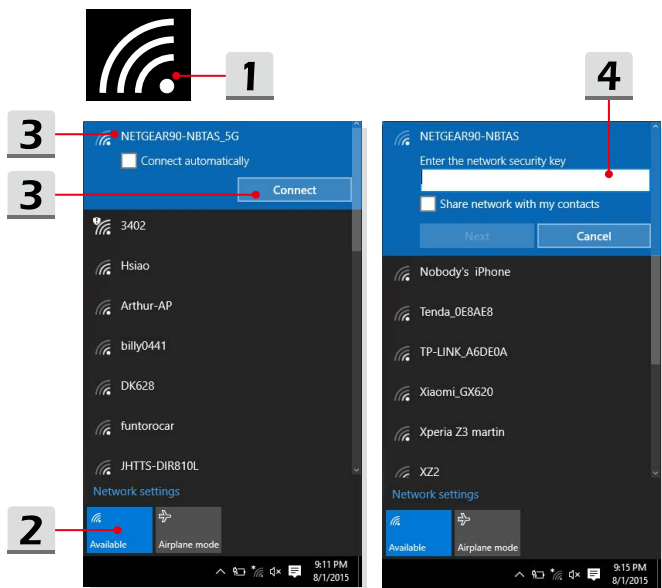 1
3
NETGEAR90-NBTAS_5G
Connect automatically
3
Connect
3402
Hsiao
Arthur-AP
billy0441
DK628
funtorocar
JHTTS-DIR810L
Network settings
2
Available
Airplane mode
9:11 PM
8/1/2015
4
NETGEAR90-NBTAS
Enter the network security key
Share network with my contacts
Next
Cancel
Nobody's iPhone
Tenda_0E8AE8
TP-LINK_A6DE0A
Xiaomi_GX620
Xperia Z3 martin
XZ2
Network settings
Available
Airplane mode
9:15 PM
8/1/2015